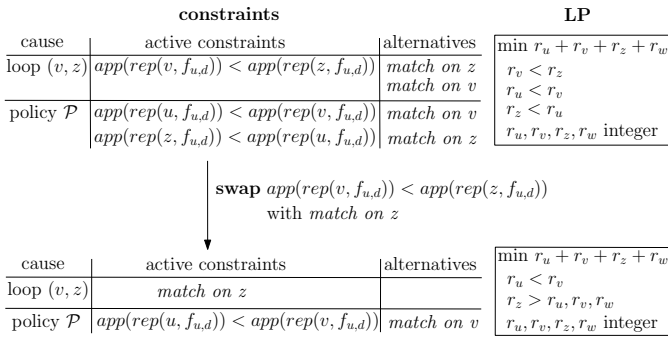 constraints LP
cause active constraints alternatives min r_u + r_v + r_z + r_w
loop (v, z) app(rep(v, f_{u,d})) < app(rep(z, f_{u,d})) match on z r_v < r_z
match on v r_u < r_v
policy P app(rep(u, f_{u,d})) < app(rep(v, f_{u,d})) match on v r_z < r_u
app(rep(z, f_{u,d})) < app(rep(u, f_{u,d})) match on z r_u, r_v, r_z, r_w integer
swap app(rep(v, f_{u,d})) < app(rep(z, f_{u,d}))
with match on z
cause active constraints alternatives min r_u + r_v + r_z + r_w
loop (v, z) match on z r_u < r_v
r_z > r_u, r_v, r_w
policy P app(rep(u, f_{u,d})) < app(rep(v, f_{u,d})) match on v r_u, r_v, r_z, r_w integer